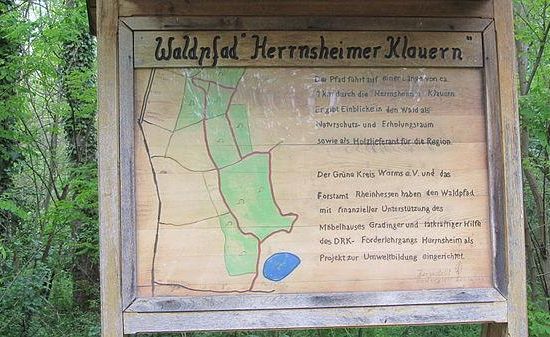 Waldpfad "Herrnsheimer Klauern"
Der Pfad führt auf einer Länge von ca.
durch die "Herrnsheimer Klauern.
Er gibt Einblicke in den Wald als
Naturschutz- und Erholungsraum
sowie als Holzlieferant für die Region.
Der Grüne Kreis Worms e.V. und das
Forstamt Rheinhessen haben den Waldpfad
mit finanzieller Unterstützung des
Möbelhauses Gradinger und tatkräftiger Hilfe
des DRK- Förderlehrgangs Herrnsheim als
Projekt zur Umweltbildung eingerichtet.